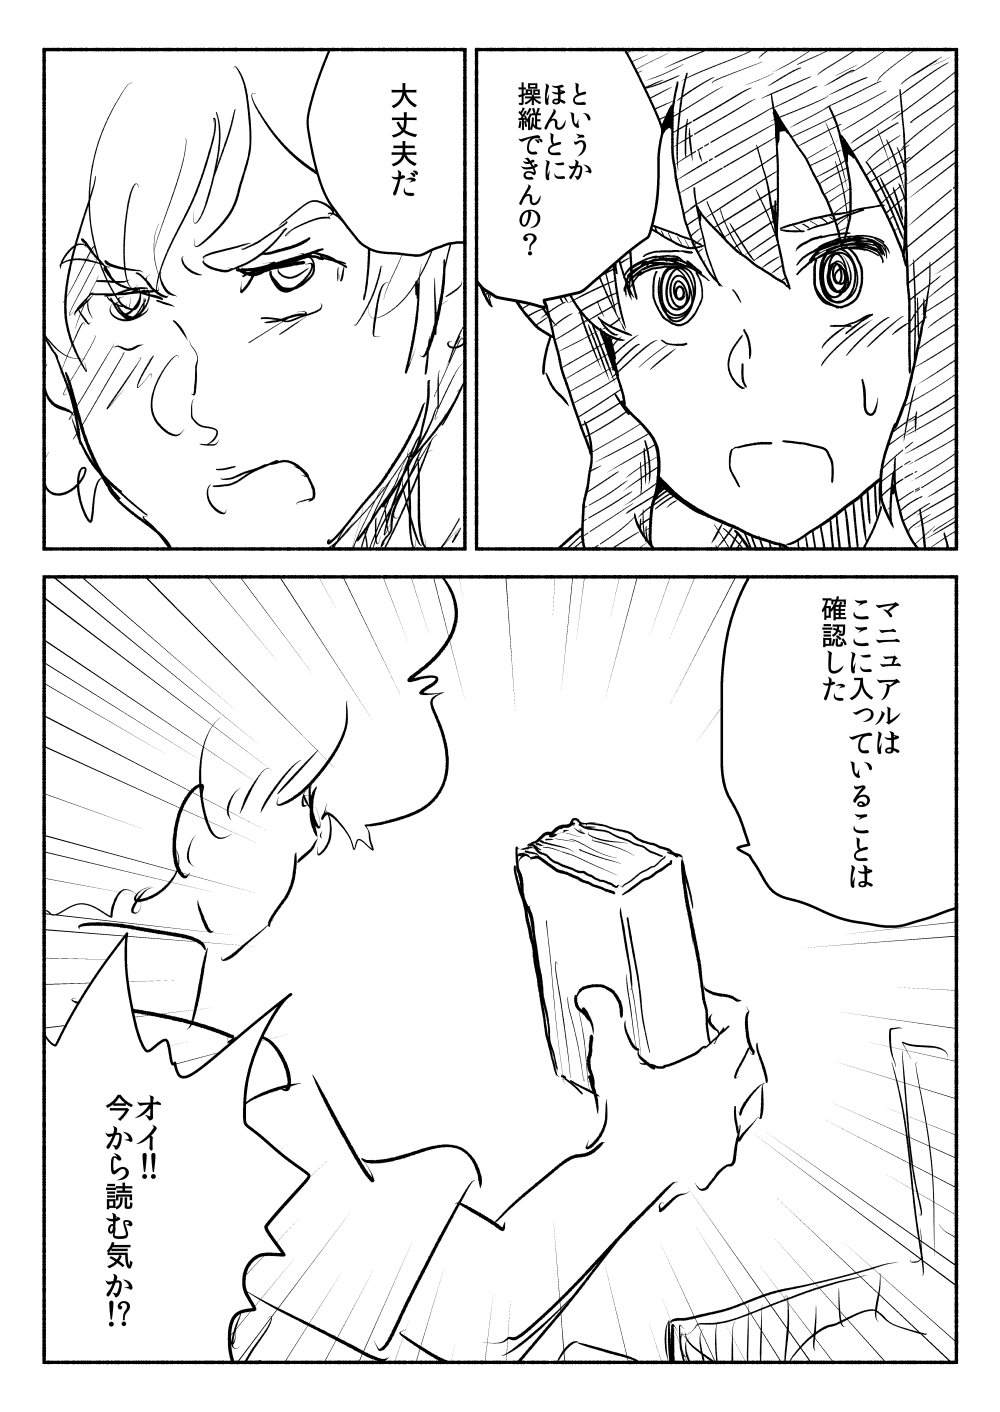 というか
ほんとに
操縦できんの？
大丈夫だ
マニュアルは
ここに入っていることは
確認した
オイ!!
今から読む気か!?